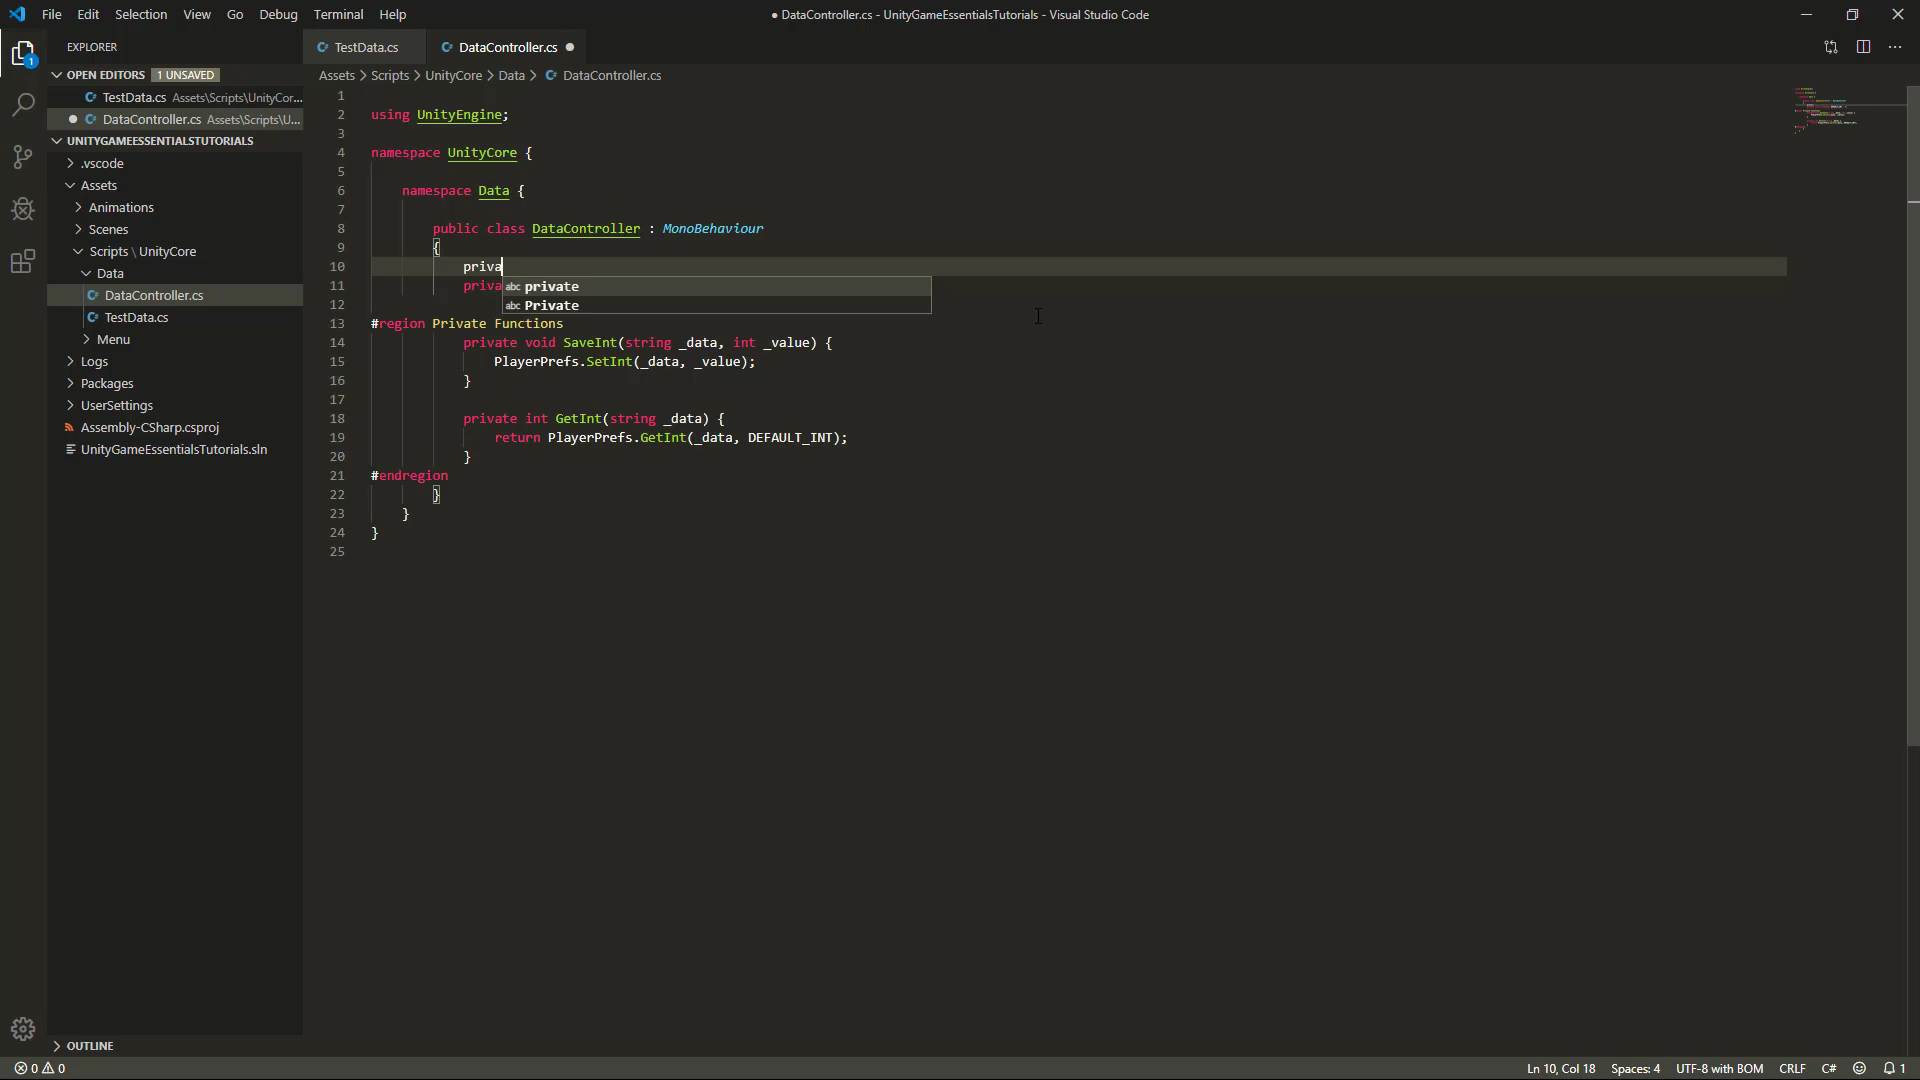 File Edit Selection View Go Debug Terminal Help
● DataController.cs - UnityGameEssentialsTutorials - Visual Studio Code
EXPLORER
OPEN EDITORS 1 UNSAVED
TestData.cs Assets\Scripts\UnityCor...
DataController.cs Assets\Scripts\U...
UNITYGAMEESSENTIALSTUTORIALS
.vscode
Assets
Animations
Scenes
Scripts \ UnityCore
Data
DataController.cs
TestData.cs
Menu
Logs
Packages
UserSettings
Assembly-CSharp.csproj
UnityGameEssentialsTutorials.sln
OUTLINE
1
TestData.cs DataController.cs
Assets > Scripts > UnityCore > Data > DataController.cs
1
2 using UnityEngine;
3
4 namespace UnityCore {
5
6 namespace Data {
7
8 public class DataController : MonoBehaviour
9 {
10 priva
11 priva
private
Private
12
13 #region Private Functions
14 private void SaveInt(string _data, int _value) {
15 PlayerPrefs.SetInt(_data, _value);
16 }
17
18 private int GetInt(string _data) {
19 return PlayerPrefs.GetInt(_data, DEFAULT_INT);
20 }
21 #endregion
22 }
23 }
24 }
25
0 0
Ln 10, Col 18 Spaces: 4 UTF-8 with BOM CRLF C# 1